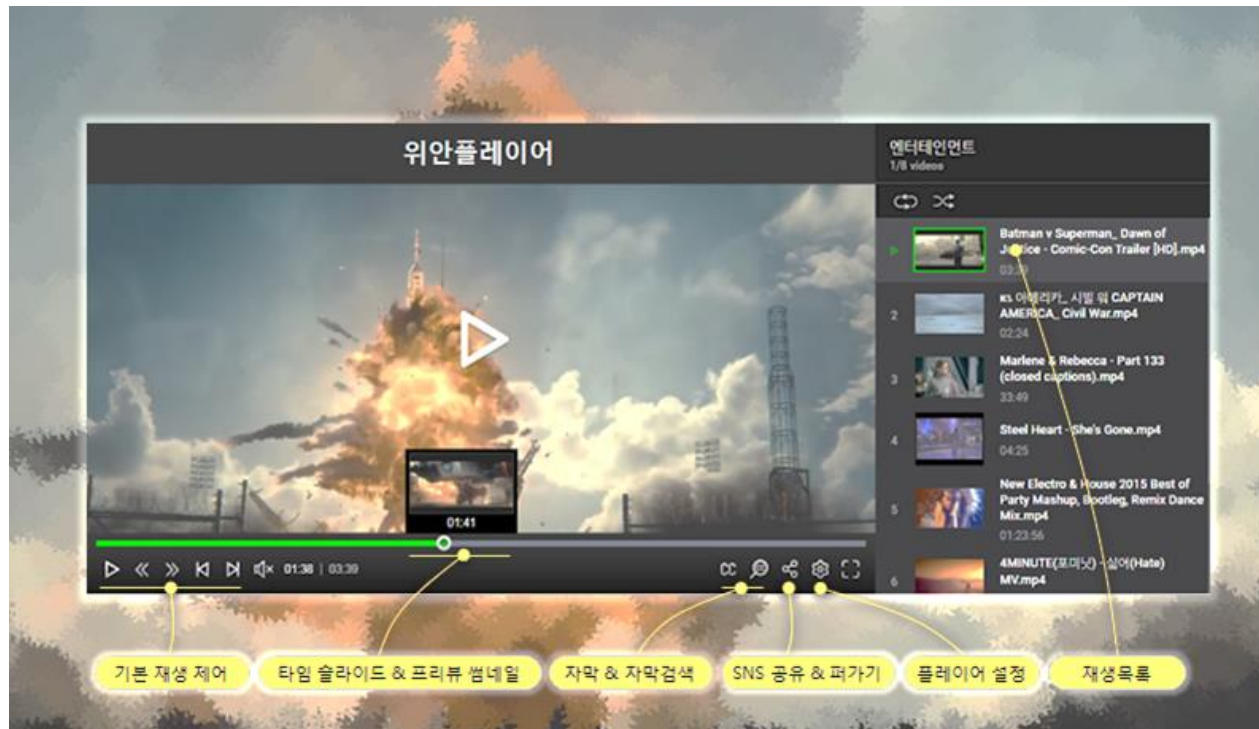 위안플레이어
엔터테인먼트
1/8 videos
Batman v Superman_ Dawn of
Justice - Comic-Con Trailer [HD].mp4
03:39
2
아메리카_ 시빌 워 CAPTAIN
AMERICA_ Civil War.mp4
02:24
3
Marlene & Rebecca - Part 133
(closed captions).mp4
33:49
4
Steel Heart - She's Gone.mp4
04:25
5
New Electro & House 2015 Best of
Party Mashup, Bootleg, Remix Dance
Mix.mp4
01:23:56
6
4MINUTE(포미닛) - 싫어(Hate)
MV.mp4
01:41
01:38 | 03:39
CC
기본 재생 제어
타임 슬라이드 & 프리뷰 썸네일
자막 & 자막검색
SNS 공유 & 퍼가기
플레이어 설정
재생목록